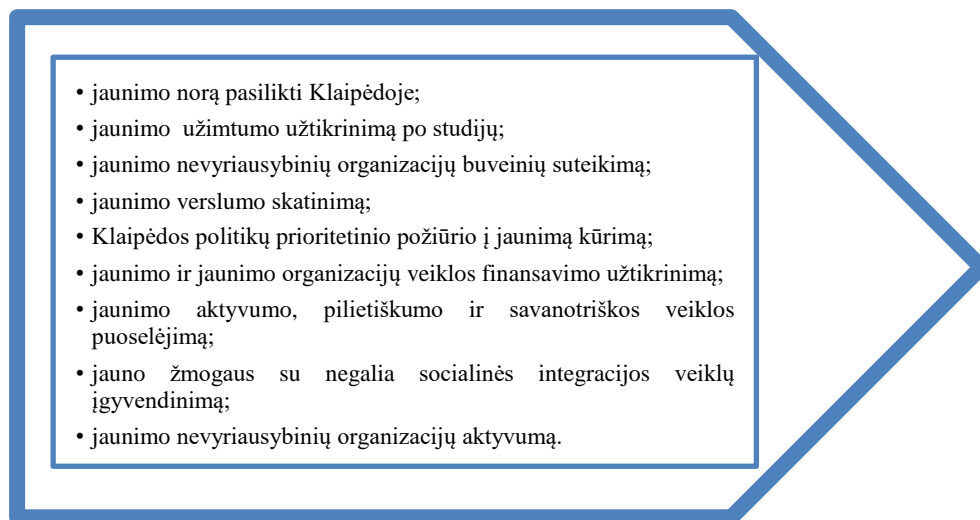 • jaunimo norą pasilikti Klaipėdoje;
• jaunimo užimtumo užtikrinimą po studijų;
• jaunimo nevyriausybinių organizacijų buveinių suteikimą;
• jaunimo verslumo skatinimą;
• Klaipėdos politikų prioritetinio požiūrio į jaunimą kūrimą;
• jaunimo ir jaunimo organizacijų veiklos finansavimo užtikrinimą;
• jaunimo aktyvumo, pilietiškumo ir savanotriškos veiklos
puoselėjimą;
• jauno žmogaus su negalia socialinės integracijos veiklų
įgyvendinimą;
• jaunimo nevyriausybinių organizacijų aktyvumą.